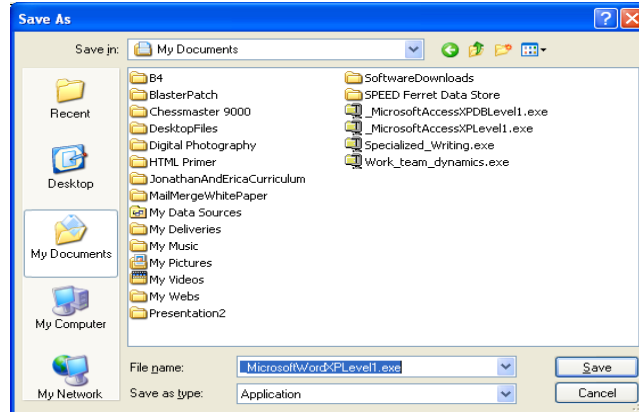 Save As
Save in: My Documents
Recent
Desktop
My Documents
My Computer
My Network
B4
BlasterPatch
Chessmaster 9000
DesktopFiles
Digital Photography
HTML Primer
JonathanAndEricaCurriculum
MailMergeWhitePaper
My Data Sources
My Deliveries
My Music
My Pictures
My Videos
My Webs
Presentation2
SoftwareDownloads
SPEED Ferret Data Store
_MicrosoftAccessXPDBLevel1.exe
_MicrosoftAccessXPLevel1.exe
Specialized_Writing.exe
Work_team_dynamics.exe
File name: _MicrosoftWordXPLevel1.exe Save
Save as type: Application Cancel